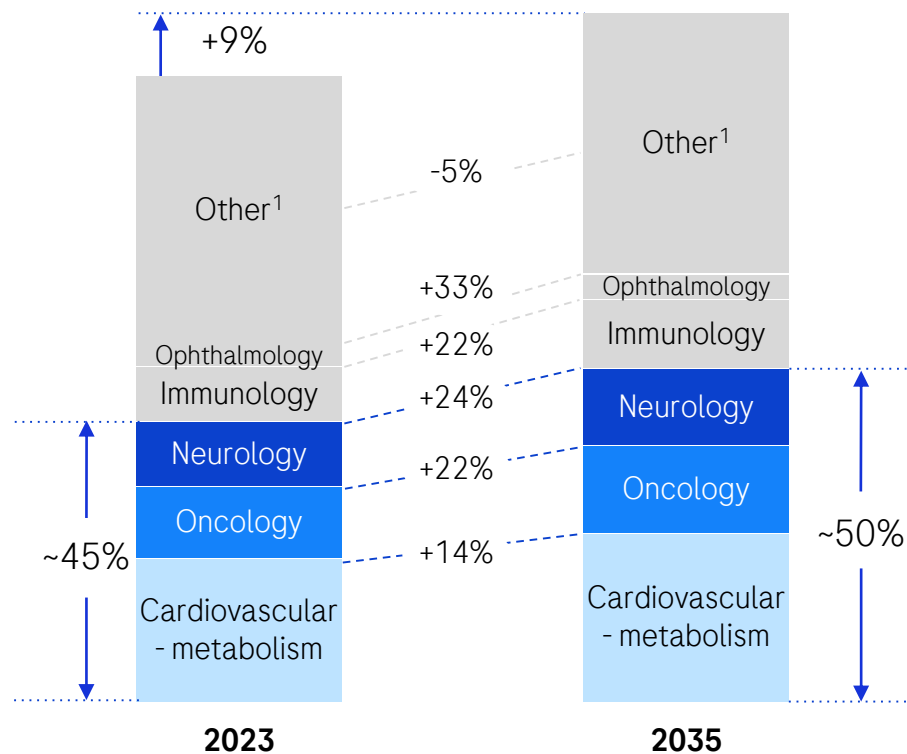 +9%
Other1
Other1
-5%
+33%
Ophthalmology
Ophthalmology
+22%
Immunology
Immunology
+24%
Neurology
Neurology
+22%
Oncology
Oncology
~45%
~50%
+14%
Cardiovascular
- metabolism
Cardiovascular
- metabolism
2023
2035